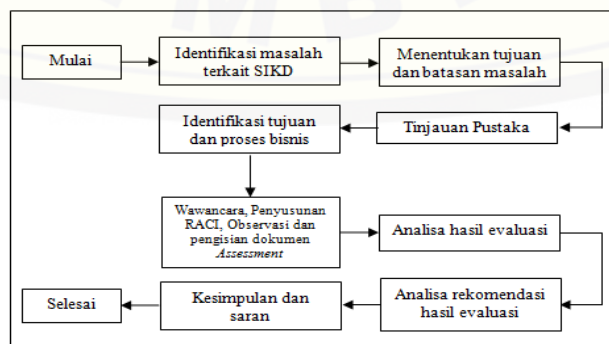 Mulai
Identifikasi masalah
terkait SIKD
Menentukan tujuan
dan batasan masalah
Tinjauan Pustaka
Identifikasi tujuan
dan proses bisnis
Wawancara, Penyusunan
RACI, Observasi dan
pengisian dokumen
Assessment
Analisa hasil evaluasi
Analisa rekomendasi
hasil evaluasi
Kesimpulan dan
saran
Selesai